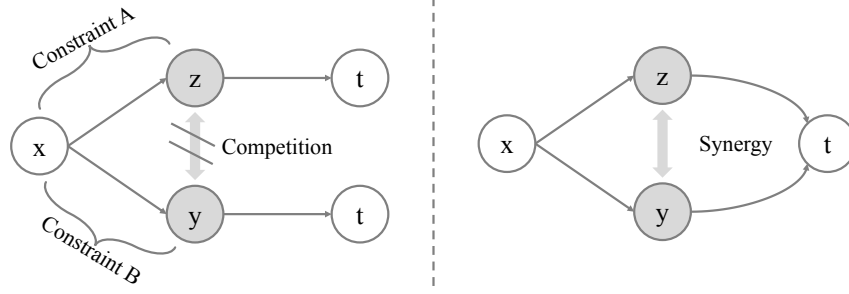 Constraint A
z
t
x
Competition
y
t
Constraint B
z
x
Synergy
t
y